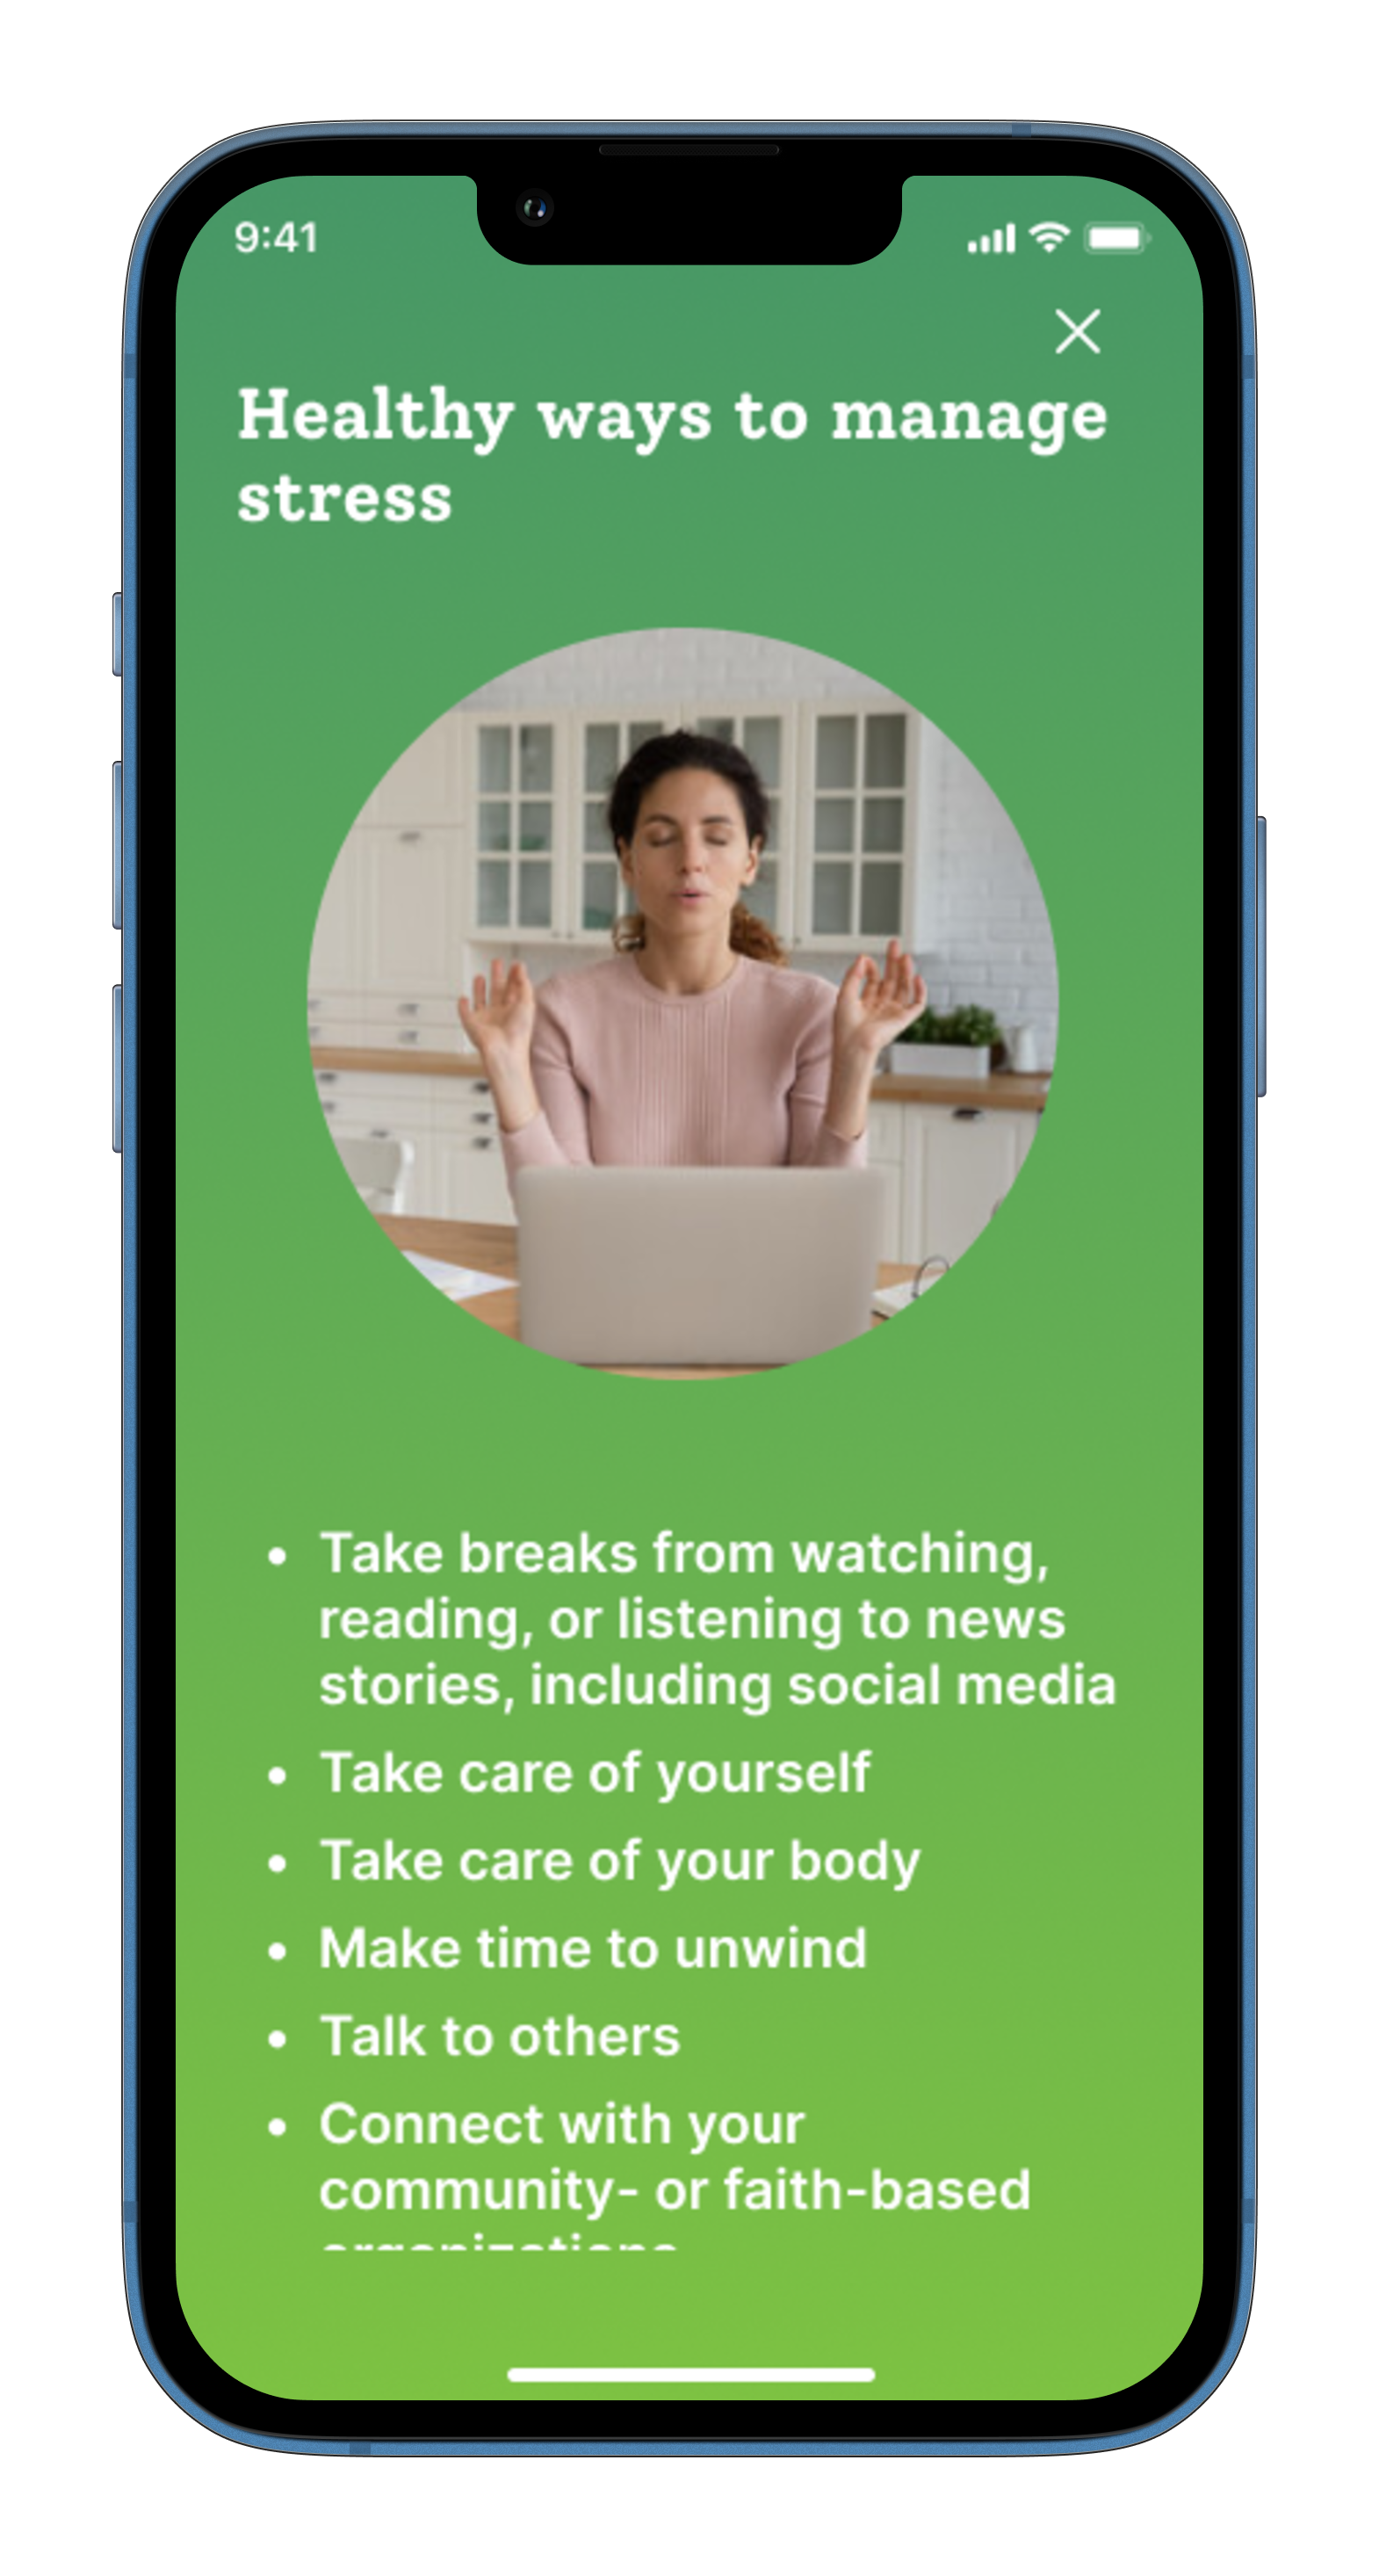 9:41
Healthy ways to manage
stress
• Take breaks from watching,
reading, or listening to news
stories, including social media
• Take care of yourself
• Take care of your body
• Make time to unwind
• Talk to others
• Connect with your
community- or faith-based